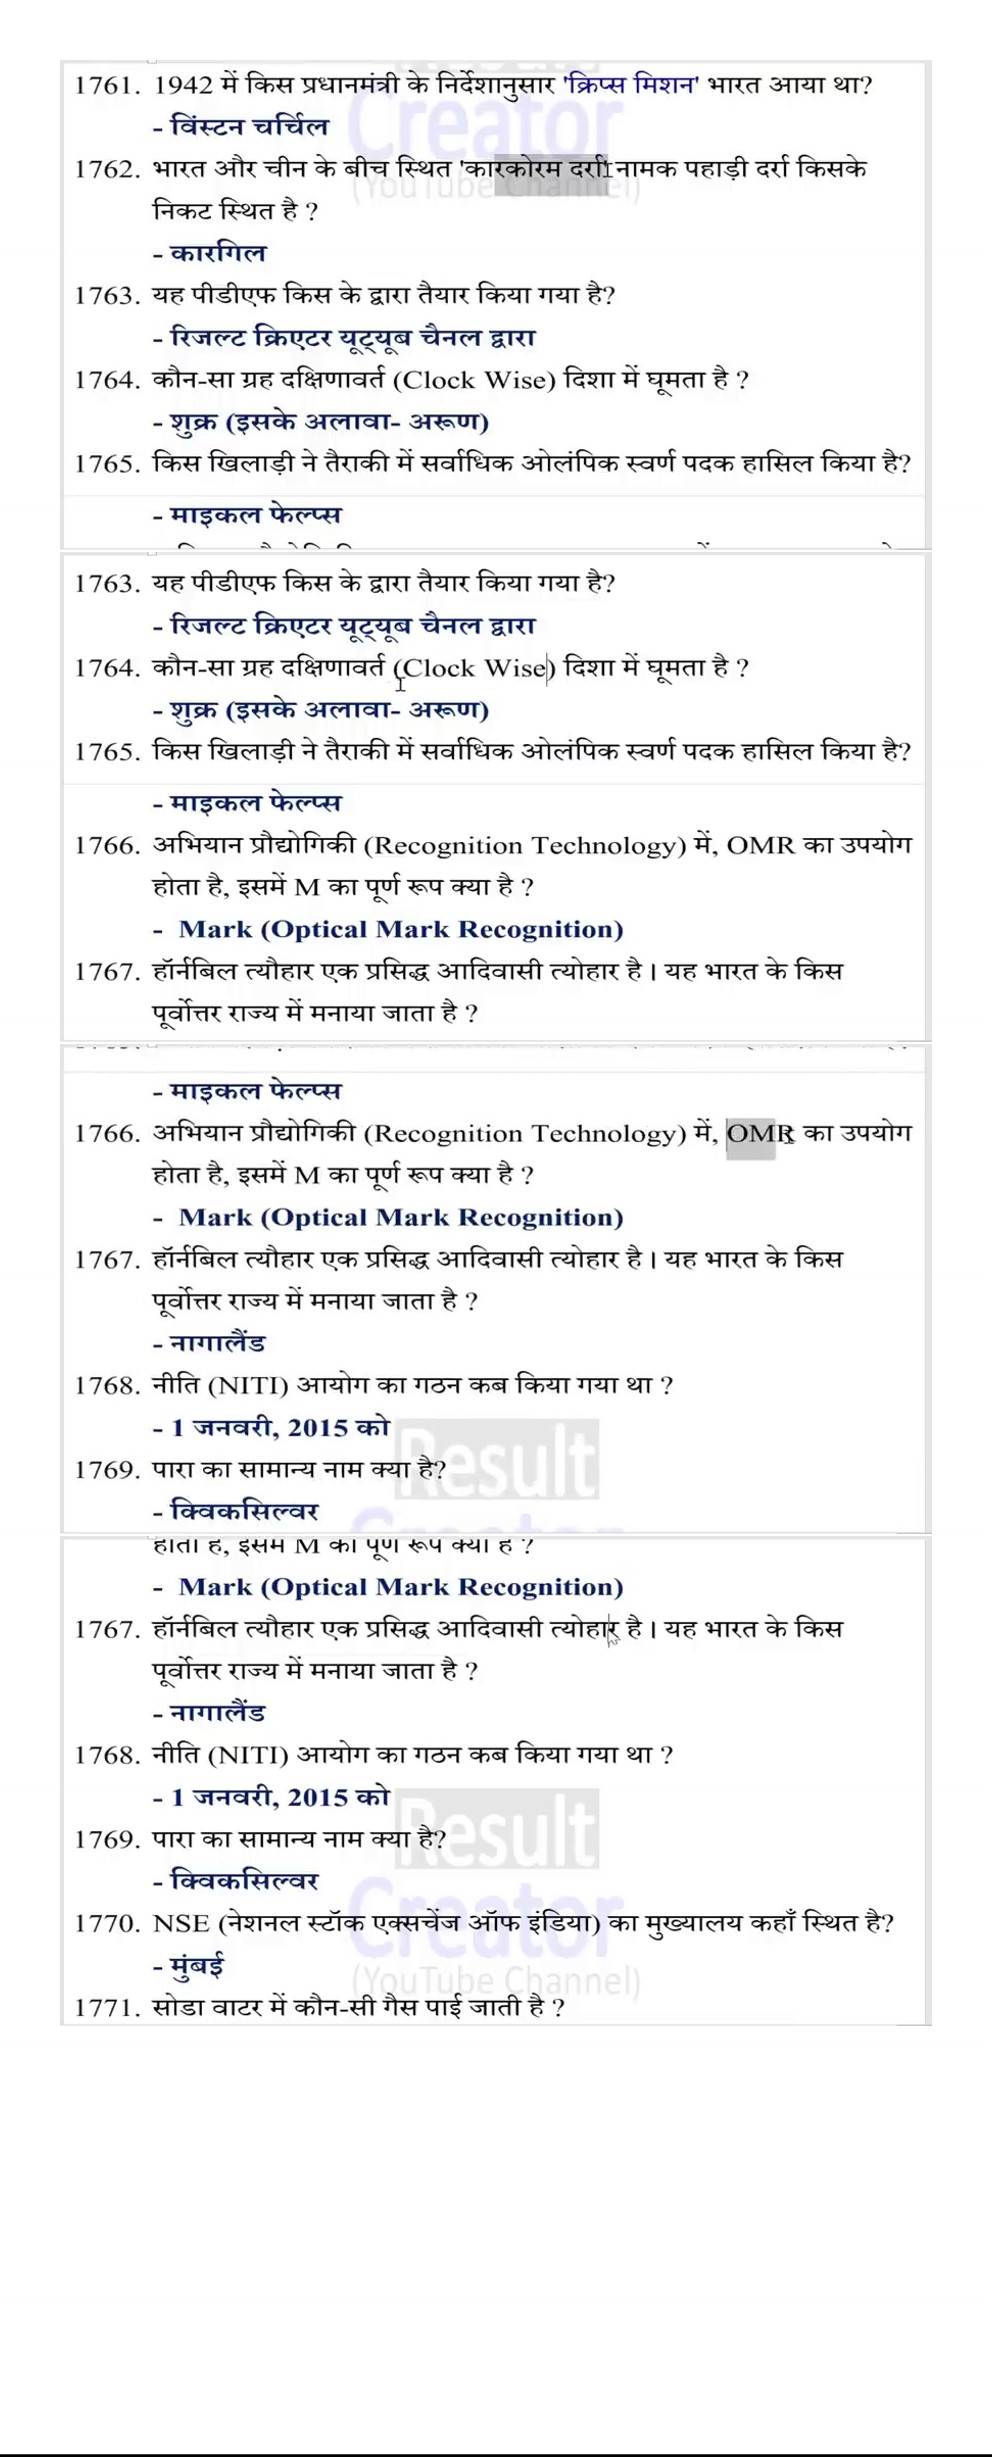 1761. 1942 में किस प्रधानमंत्री के निर्देशानुसार 'क्रिप्स मिशन' भारत आया था?
- विंस्टन चर्चिल
1762. भारत और चीन के बीच स्थित 'कारकोरम दर्रा' नामक पहाड़ी दर्रा किसके
निकट स्थित है ?
- कारगिल
1763. यह पीडीएफ किस के द्वारा तैयार किया गया है?
- रिजल्ट क्रिएटर यूट्यूब चैनल द्वारा
1764. कौन-सा ग्रह दक्षिणावर्त (Clock Wise) दिशा में घूमता है ?
- शुक्र (इसके अलावा- अरूण)
1765. किस खिलाड़ी ने तैराकी में सर्वाधिक ओलंपिक स्वर्ण पदक हासिल किया है?
- माइकल फेल्प्स
1763. यह पीडीएफ किस के द्वारा तैयार किया गया है?
- रिजल्ट क्रिएटर यूट्यूब चैनल द्वारा
1764. कौन-सा ग्रह दक्षिणावर्त (Clock Wise) दिशा में घूमता है ?
- शुक्र (इसके अलावा- अरूण)
1765. किस खिलाड़ी ने तैराकी में सर्वाधिक ओलंपिक स्वर्ण पदक हासिल किया है?
- माइकल फेल्प्स
1766. अभियान प्रौद्योगिकी (Recognition Technology) में, OMR का उपयोग
होता है, इसमें M का पूर्ण रूप क्या है ?
- Mark (Optical Mark Recognition)
1767. हॉर्नबिल त्यौहार एक प्रसिद्ध आदिवासी त्योहार है। यह भारत के किस
पूर्वोत्तर राज्य में मनाया जाता है ?
- माइकल फेल्प्स
1766. अभियान प्रौद्योगिकी (Recognition Technology) में, OMR का उपयोग
होता है, इसमें M का पूर्ण रूप क्या है ?
- Mark (Optical Mark Recognition)
1767. हॉर्नबिल त्यौहार एक प्रसिद्ध आदिवासी त्योहार है। यह भारत के किस
पूर्वोत्तर राज्य में मनाया जाता है ?
- नागालैंड
1768. नीति (NITI) आयोग का गठन कब किया गया था ?
- 1 जनवरी, 2015 को
1769. पारा का सामान्य नाम क्या है?
- क्विकसिल्वर
होता है, इसमें M का पूर्ण रूप क्या है ?
- Mark (Optical Mark Recognition)
1767. हॉर्नबिल त्यौहार एक प्रसिद्ध आदिवासी त्योहार है। यह भारत के किस
पूर्वोत्तर राज्य में मनाया जाता है ?
- नागालैंड
1768. नीति (NITI) आयोग का गठन कब किया गया था ?
- 1 जनवरी, 2015 को
Result
1769. पारा का सामान्य नाम क्या है?
- क्विकसिल्वर
Creator
1770. NSE (नेशनल स्टॉक एक्सचेंज ऑफ इंडिया) का मुख्यालय कहाँ स्थित है?
- मुंबई
(YouTube Channel)
1771. सोडा वाटर में कौन-सी गैस पाई जाती है ?